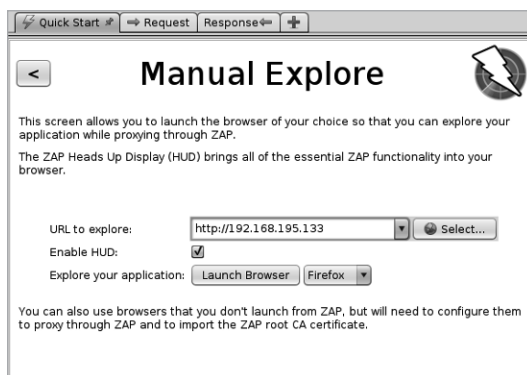 Quick Start
Request
Response
<
Manual Explore
This screen allows you to launch the browser of your choice so that you can explore your
application while proxying through ZAP.
The ZAP Heads Up Display (HUD) brings all of the essential ZAP functionality into your
browser.
URL to explore: http://192.168.195.133 Select...
Enable HUD:
Explore your application: Launch Browser Firefox
You can also use browsers that you don't launch from ZAP, but will need to configure them
to proxy through ZAP and to import the ZAP root CA certificate.